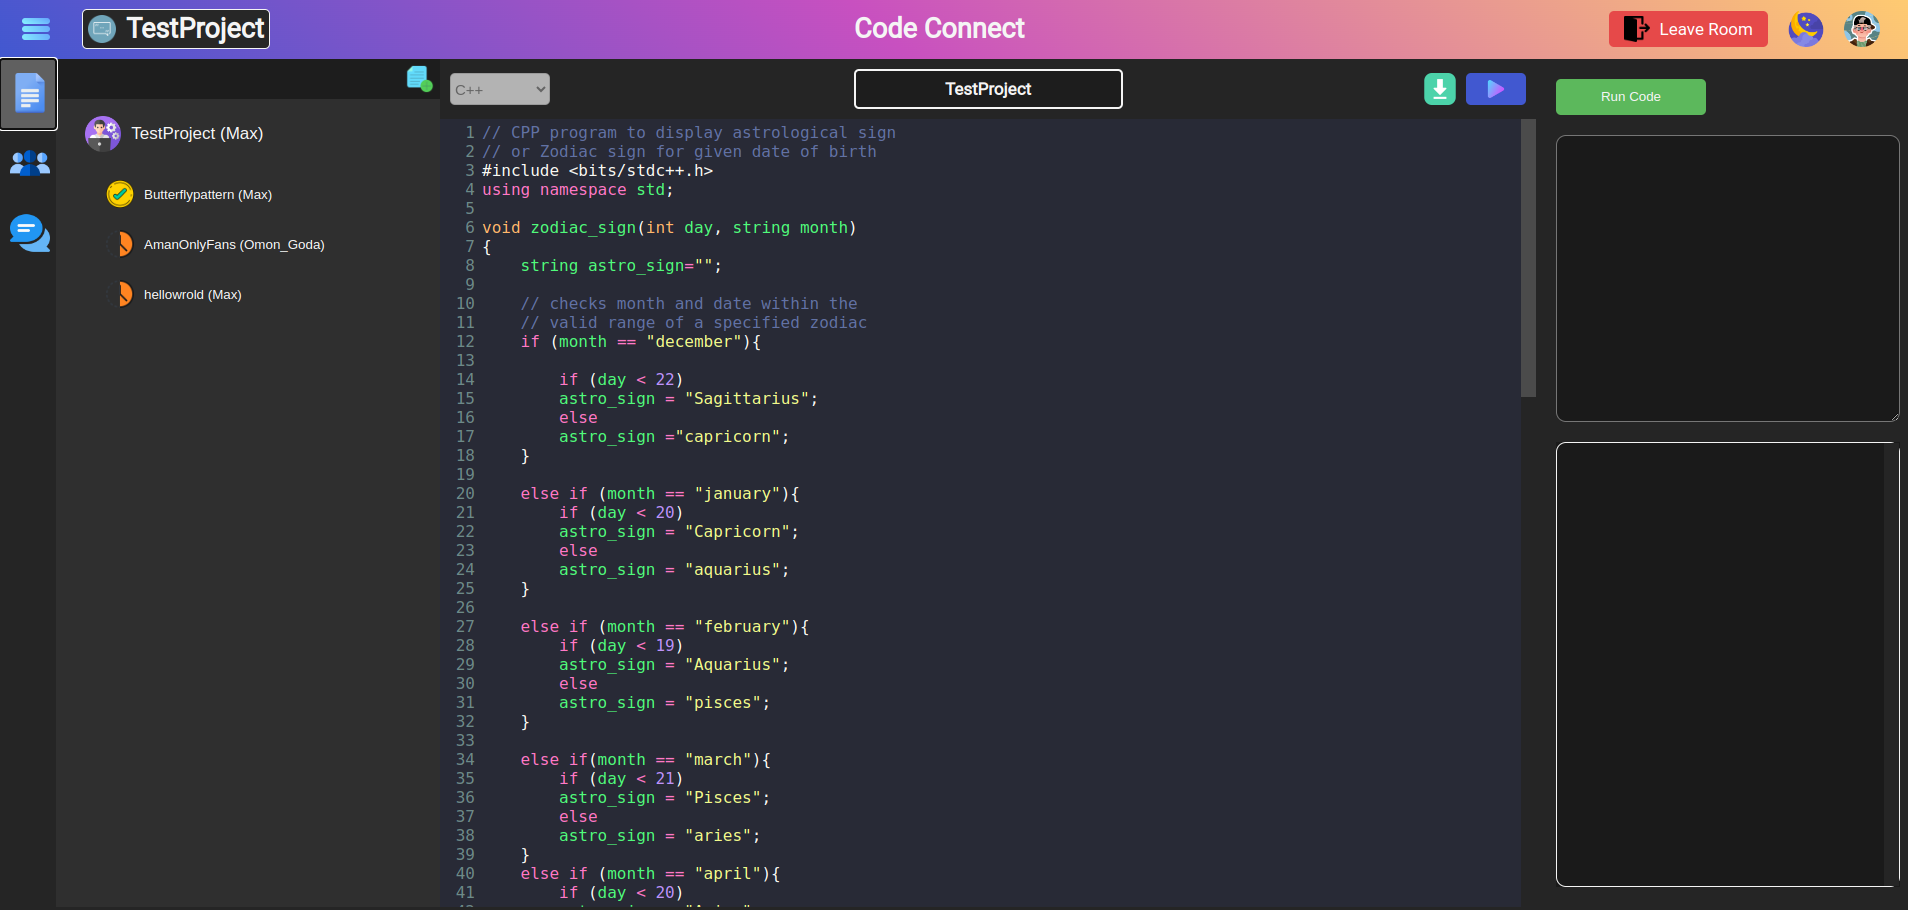 TestProject
Code Connect
Leave Room
TestProject (Max)
Butterflypattern (Max)
AmanOnlyFans (Omon_Goda)
hellowrold (Max)
C++
TestProject
Run Code
1 // CPP program to display astrological sign
2 // or Zodiac sign for given date of birth
3 #include <bits/stdc++.h>
4 using namespace std;
5
6 void zodiac_sign(int day, string month)
7 {
8     string astro_sign="";
9
10     // checks month and date within the
11     // valid range of a specified zodiac
12     if (month == "december"){
13
14         if (day < 22)
15         astro_sign = "Sagittarius";
16         else
17         astro_sign ="capricorn";
18     }
19
20     else if (month == "january"){
21         if (day < 20)
22         astro_sign = "Capricorn";
23         else
24         astro_sign = "aquarius";
25     }
26
27     else if (month == "february"){
28         if (day < 19)
29         astro_sign = "Aquarius";
30         else
31         astro_sign = "pisces";
32     }
33
34     else if(month == "march"){
35         if (day < 21)
36         astro_sign = "Pisces";
37         else
38         astro_sign = "aries";
39     }
40     else if (month == "april"){
41         if (day < 20)